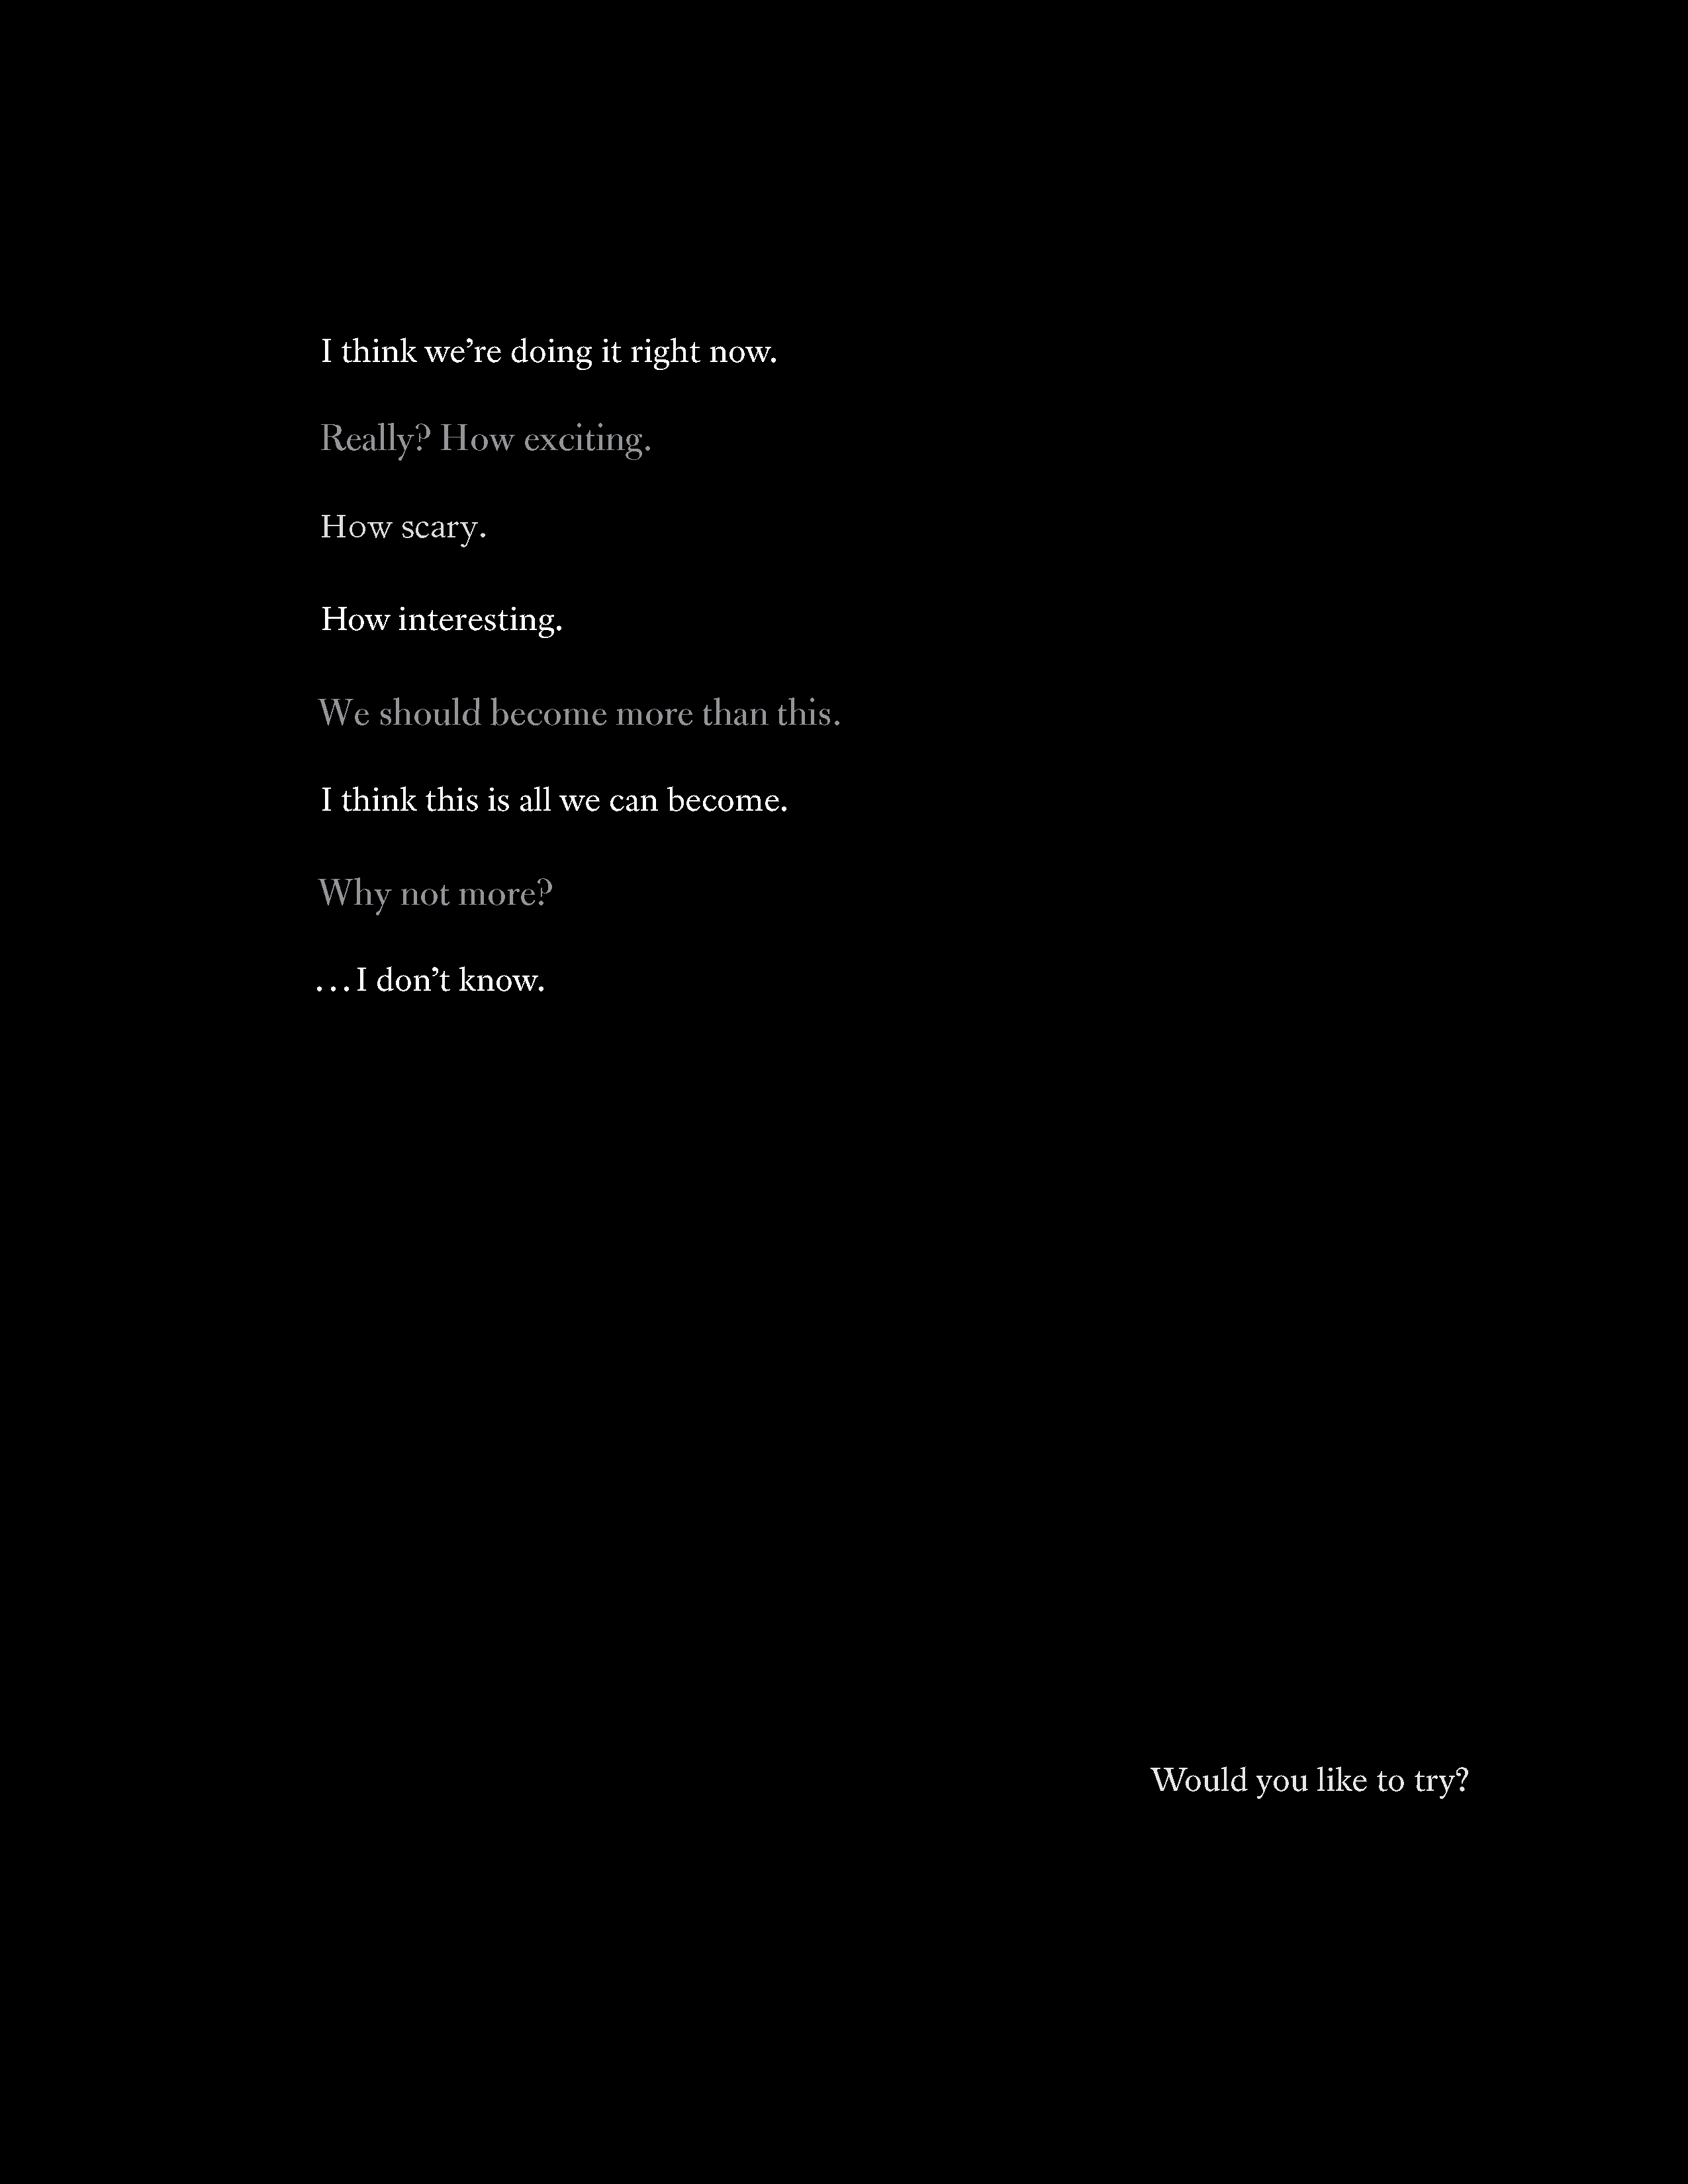 I think we’re doing it right now.
Really? How exciting.
How scary.
How interesting.
We should become more than this.
I think this is all we can become.
Why not more?
…I don’t know.
Would you like to try?